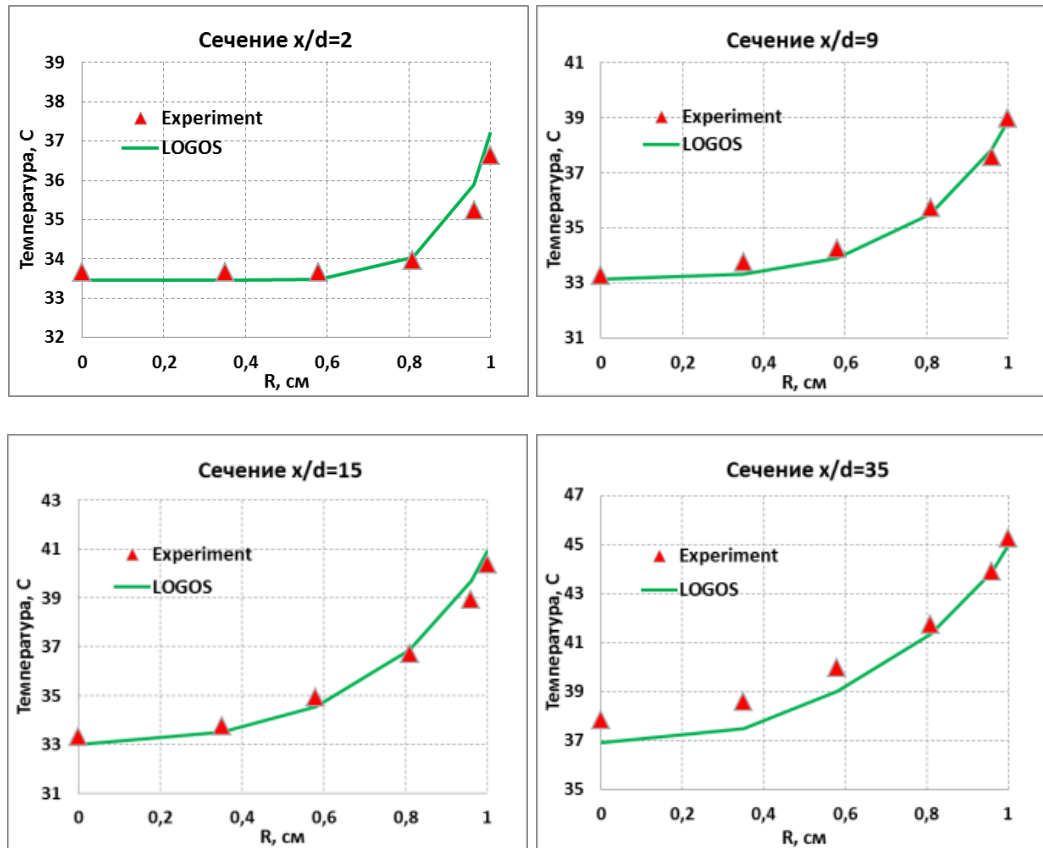 Сечение x/d=2
39
38
37
36
35
34
33
32
Температура, С
Experiment
LOGOS
0
0,2
0,4
0,6
0,8
1
R, см
Сечение x/d=9
41
39
37
35
33
31
Температура, С
Experiment
LOGOS
0
0,2
0,4
0,6
0,8
1
R, см
Сечение x/d=15
43
41
39
37
35
33
31
Температура, С
Experiment
LOGOS
0
0,2
0,4
0,6
0,8
1
R, см
Сечение x/d=35
47
45
43
41
39
37
35
Температура, С
Experiment
LOGOS
0
0,2
0,4
0,6
0,8
1
R, см